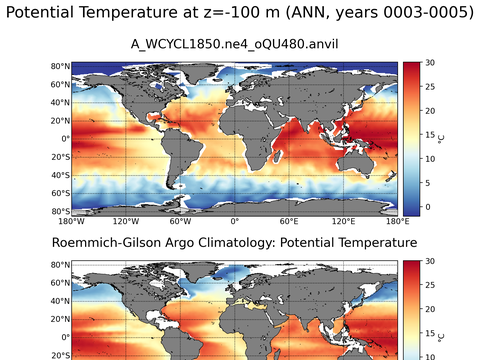 Potential Temperature at z=-100 m (ANN, years 0003-0005)
A_WCYCL1850.ne4_oQU480.anvil
80°N
60°N
40°N
20°N
0°
20°S
40°S
60°S
80°S
180°W 120°W 60°W 0° 60°E 120°E 180°E
30
25
20
15
10
5
0
°C
Roemmich-Gilson Argo Climatology: Potential Temperature
80°N
60°N
40°N
20°N
0°
20°S
30
25
20
15
10
°C